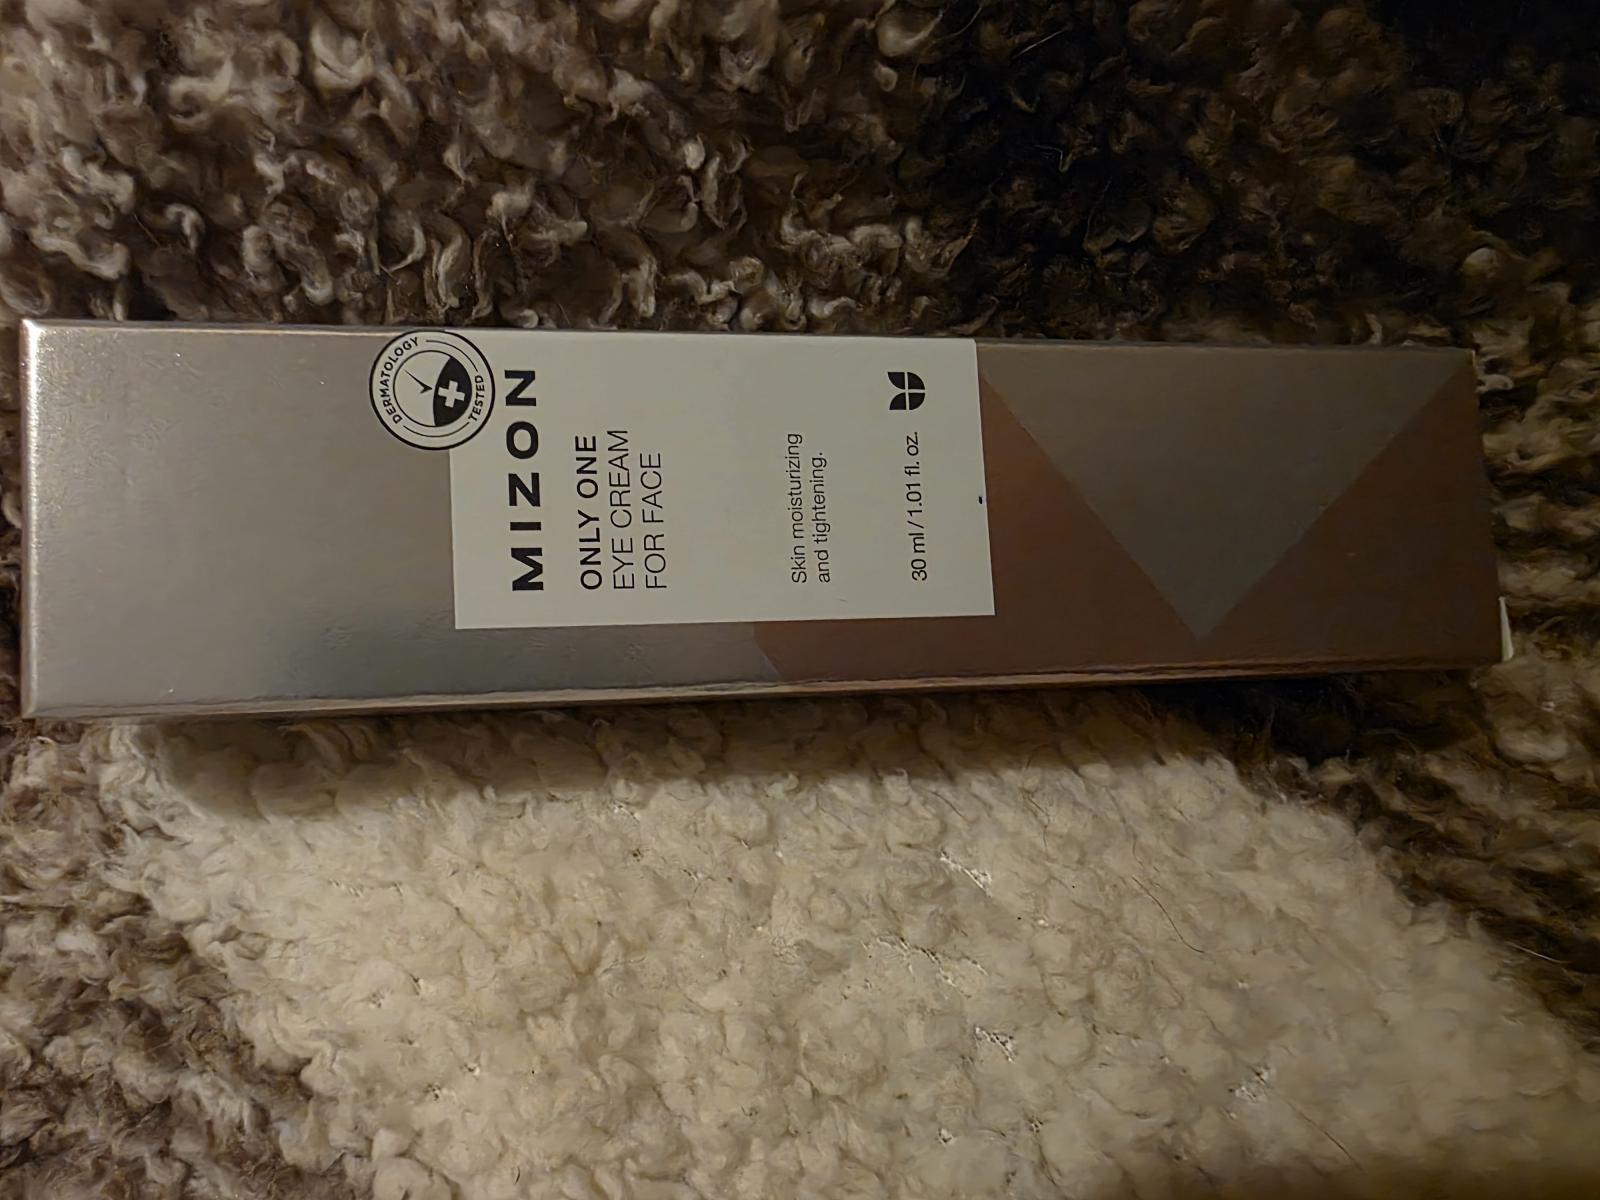 DERMATOLOGY
TESTED
MIZON
ONLY ONE
EYE CREAM
FOR FACE
Skin moisturizing
and tightening.
30 ml / 1.01 fl. oz.